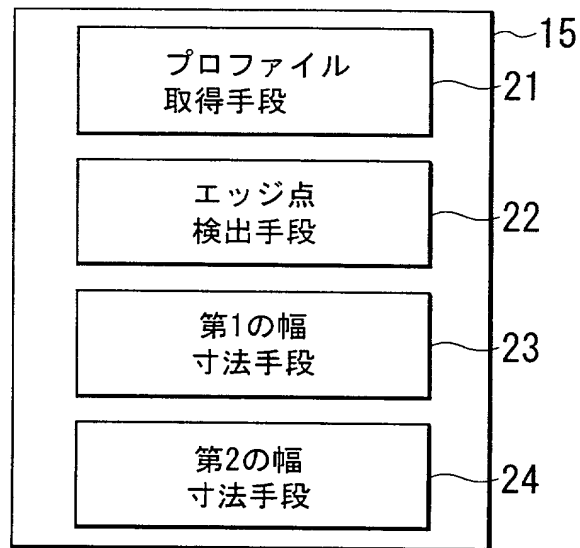 15
プロファイル
取得手段
21
エッジ点
検出手段
22
第1の幅
寸法手段
23
第2の幅
寸法手段
24